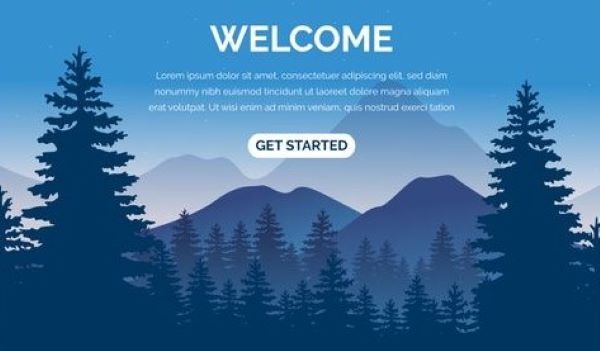 WELCOME
Lorem ipsum dolor sit amet, consectetuer adipiscing elit, sed diam
nonummy nibh euismod tincidunt ut laoreet dolore magna aliquam
erat volutpat. Ut wisi enim ad minim veniam, quis nostrud exerci tation
GET STARTED